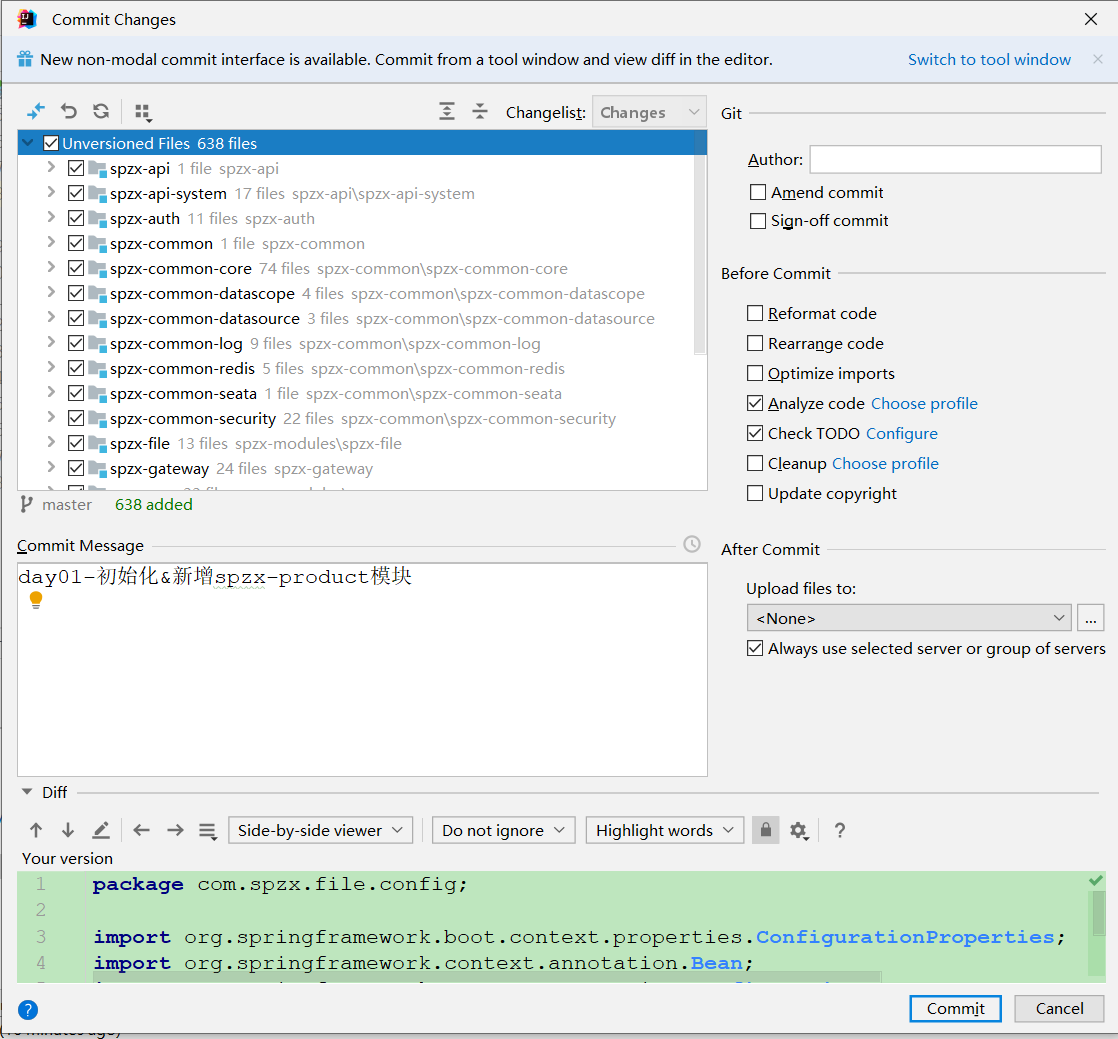 Commit Changes
New non-modal commit interface is available. Commit from a tool window and view diff in the editor. Switch to tool window
Changelist: Changes
Unversioned Files 638 files
spzx-api 1 file spzx-api
spzx-api-system 17 files spzx-api\spzx-api-system
spzx-auth 11 files spzx-auth
spzx-common 1 file spzx-common
spzx-common-core 74 files spzx-common\spzx-common-core
spzx-common-datascope 4 files spzx-common\spzx-common-datascope
spzx-common-datasource 3 files spzx-common\spzx-common-datasource
spzx-common-log 9 files spzx-common\spzx-common-log
spzx-common-redis 5 files spzx-common\spzx-common-redis
spzx-common-seata 1 file spzx-common\spzx-common-seata
spzx-common-security 22 files spzx-common\spzx-common-security
spzx-file 13 files spzx-modules\spzx-file
spzx-gateway 24 files spzx-gateway
master 638 added
Commit Message
day01-初始化&新增spzx-product模块
Git
Author:
Amend commit
Sign-off commit
Before Commit
Reformat code
Rearrange code
Optimize imports
Analyze code Choose profile
Check TODO Configure
Cleanup Choose profile
Update copyright
After Commit
Upload files to:
<None>
...
Always use selected server or group of servers
Diff
Side-by-side viewer Do not ignore Highlight words ?
Your version
1 package com.spzx.file.config;
2
3 import org.springframework.boot.context.properties.ConfigurationProperties;
4 import org.springframework.context.annotation.Bean;
? Commit Cancel